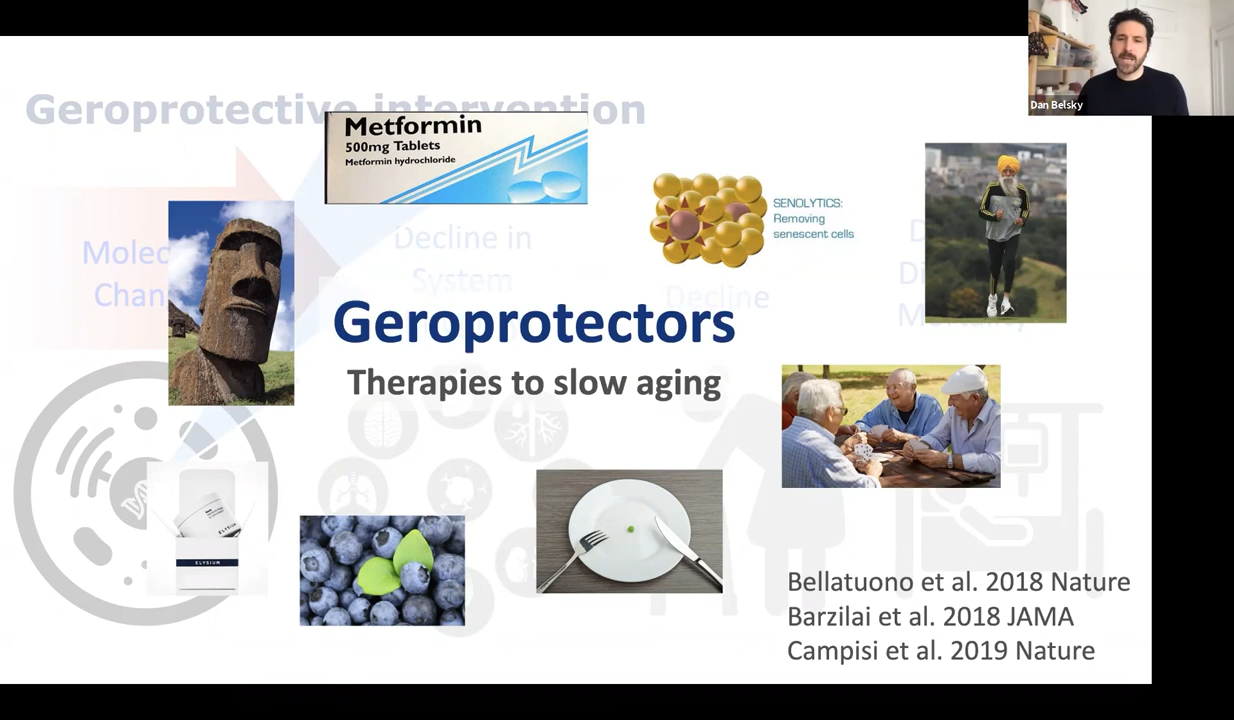 Dan Belsky
Geroprotective intervention
Metformin
500mg Tablets
Metformin hydrochloride
SENOLYTICS:
Removing
senescent cells
Decline in
System
Decline
Geroprotectors
Therapies to slow aging
ELYSIUM
ELYSIUM
Bellatuono et al. 2018 Nature
Barzilai et al. 2018 JAMA
Campisi et al. 2019 Nature